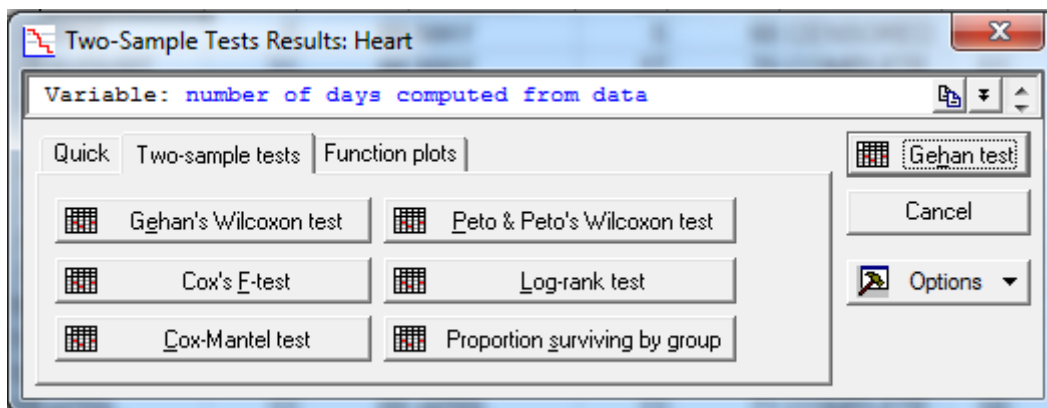 Two-Sample Tests Results: Heart
Variable: number of days computed from data
Quick
Two-sample tests
Function plots
Gehan test
Gehan's Wilcoxon test
Peto & Peto's Wilcoxon test
Cancel
Cox's F-test
Log-rank test
Options
Cox-Mantel test
Proportion surviving by group